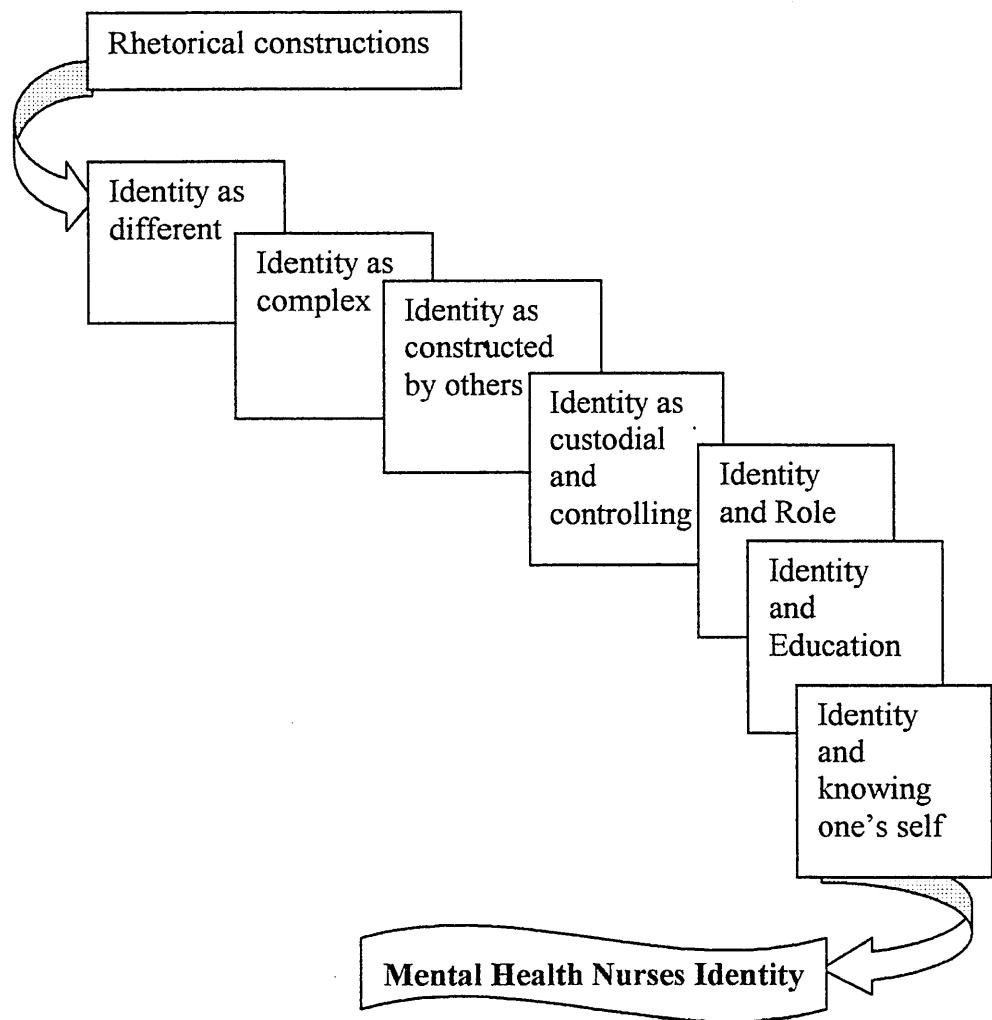 Rhetorical constructions
Identity as
different
Identity as
complex
Identity as
constructed
by others
Identity as
custodial
and
controlling
Identity
and Role
Identity
and
Education
Identity
and
knowing
one's self
Mental Health Nurses Identity